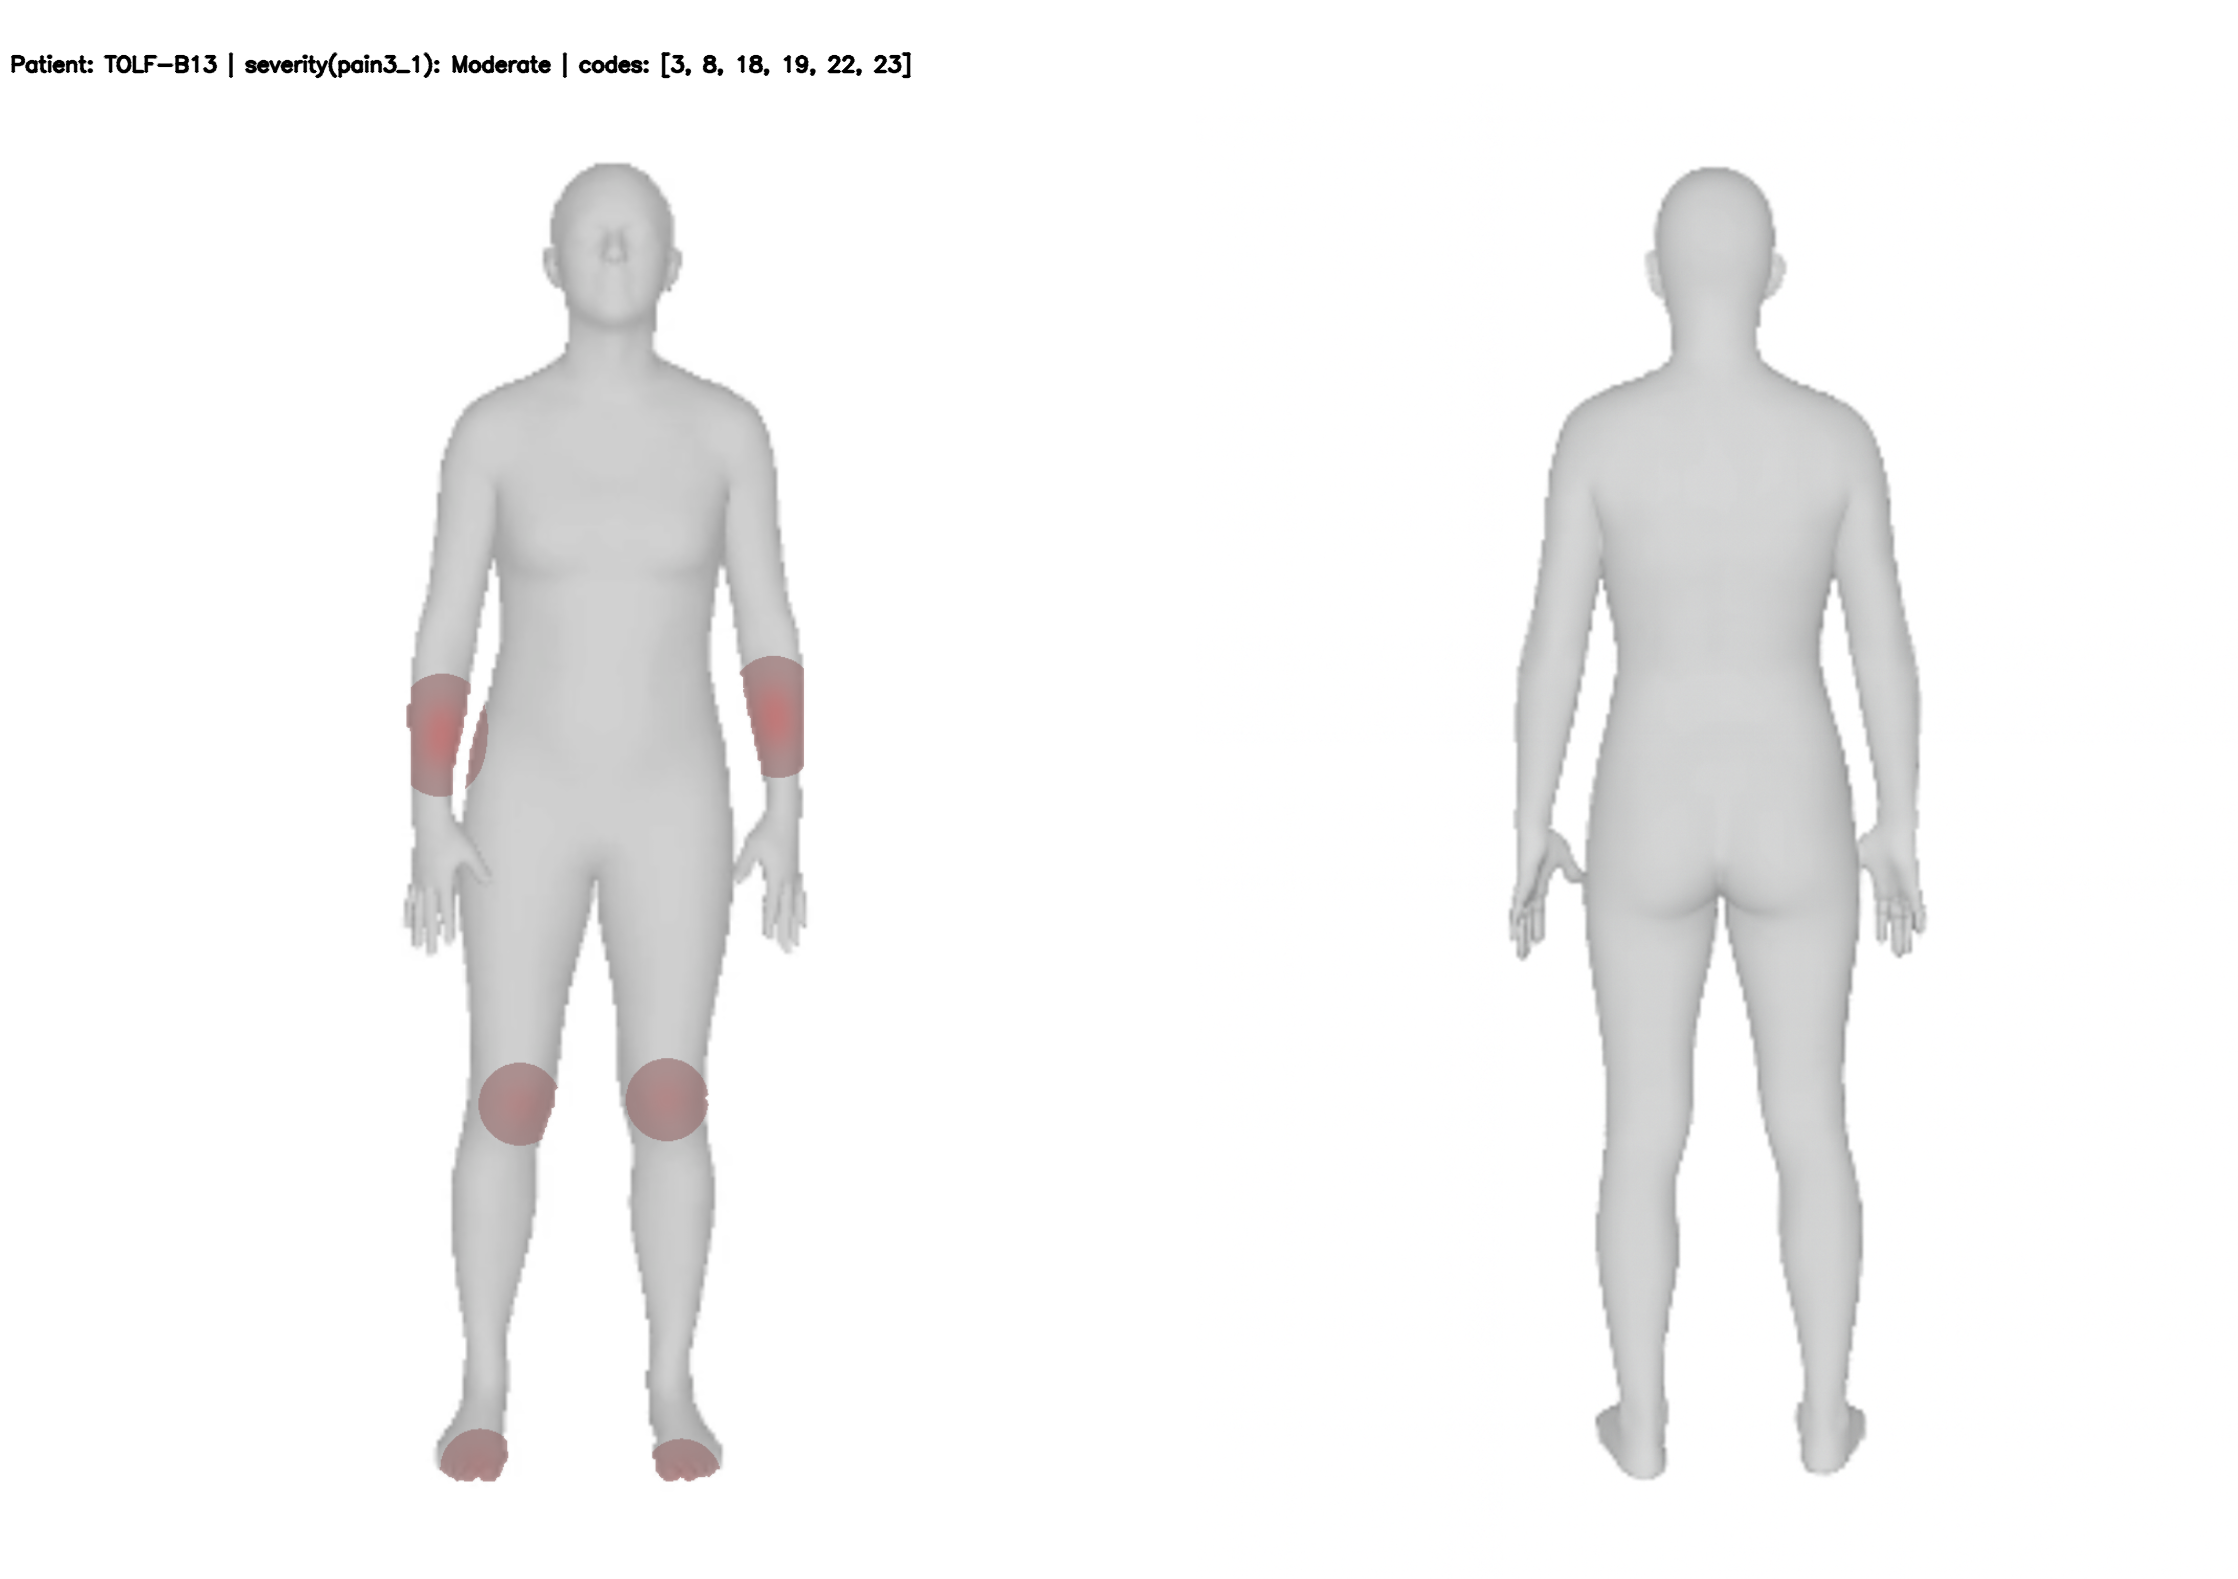 Patient: TOLF-B13 | severity(pain3_1): Moderate | codes: [3, 8, 18, 19, 22, 23]